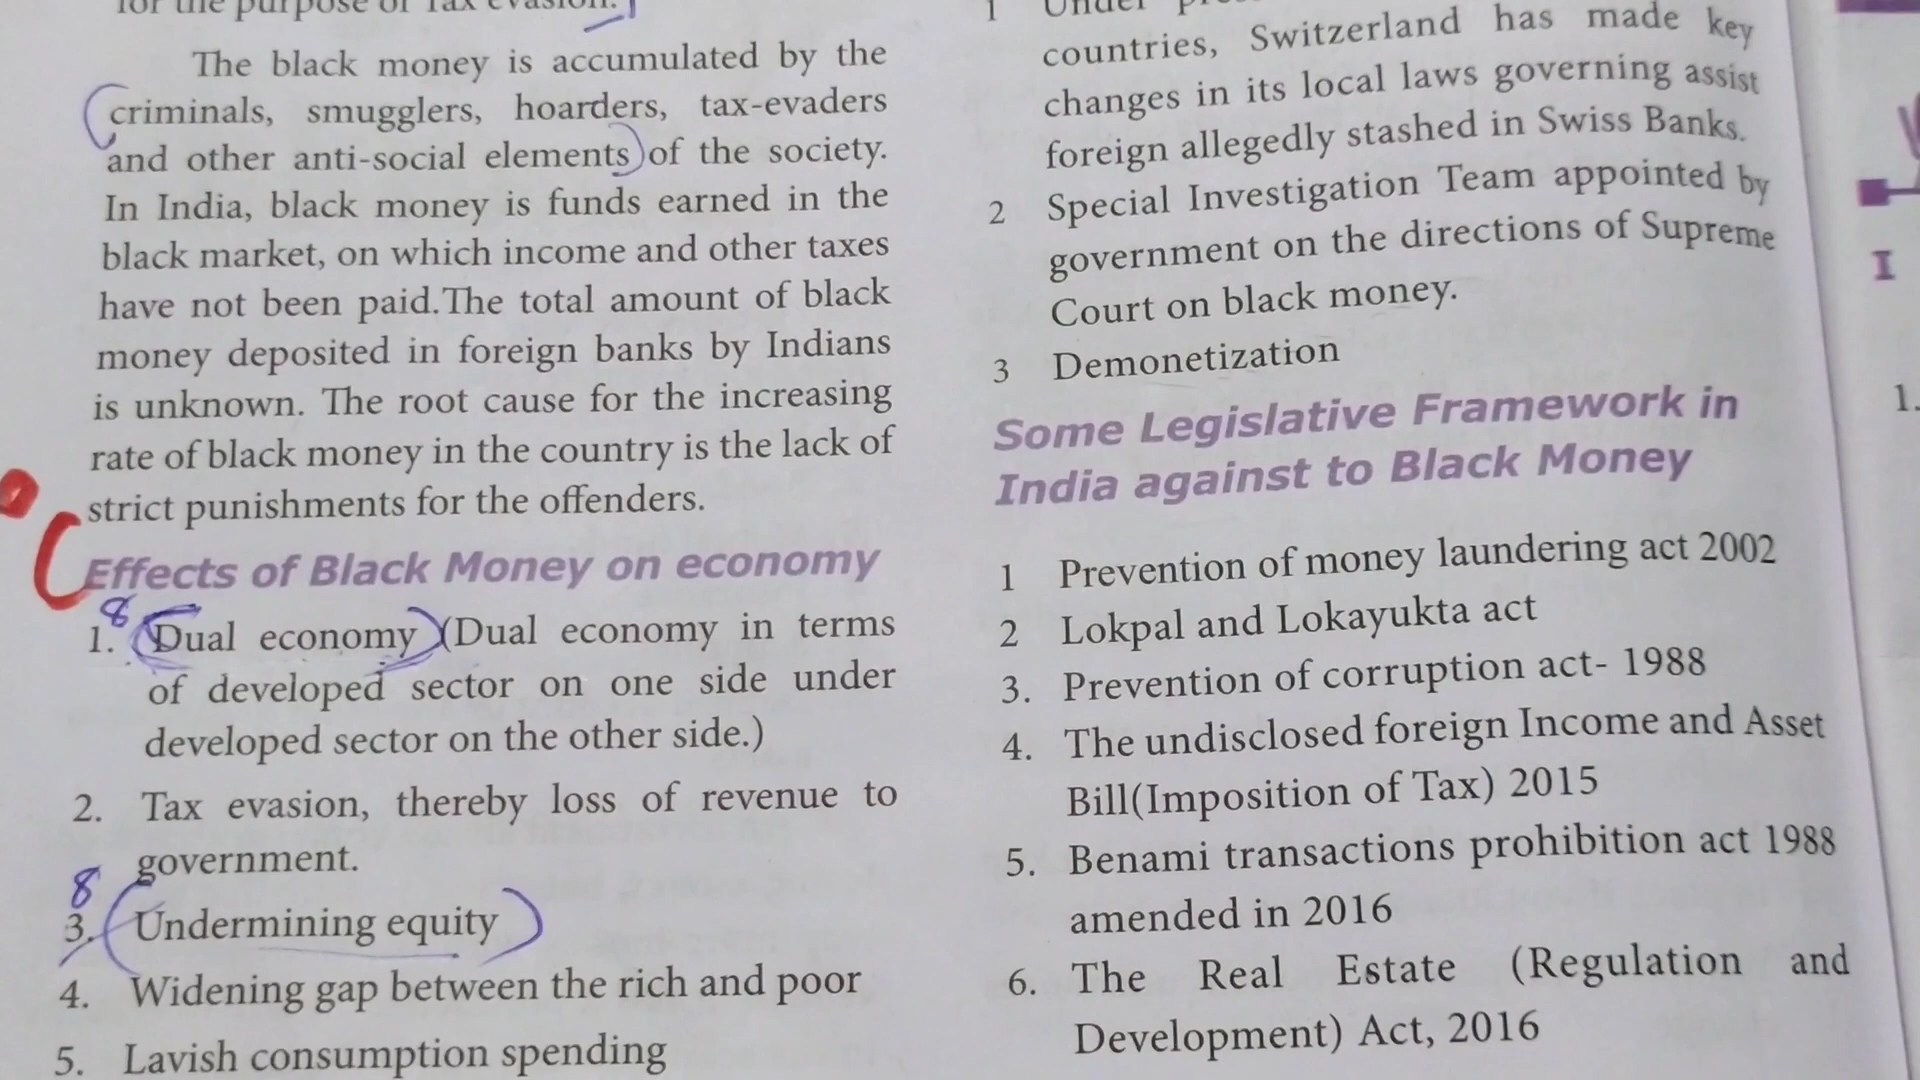 for the purpose of Tax evasion.
The black money is accumulated by the
criminals, smugglers, hoarders, tax-evaders
and other anti-social elements of the society.
In India, black money is funds earned in the
black market, on which income and other taxes
have not been paid.The total amount of black
money deposited in foreign banks by Indians
is unknown. The root cause for the increasing
rate of black money in the country is the lack of
strict punishments for the offenders.
Effects of Black Money on economy
8
1. Dual economy (Dual economy in terms
of developed sector on one side under
developed sector on the other side.)
2. Tax evasion, thereby loss of revenue to
government.
8
3. Undermining equity
4. Widening gap between the rich and poor
5. Lavish consumption spending
1 Under
countries, Switzerland has made key
changes in its local laws governing assist
foreign allegedly stashed in Swiss Banks.
2 Special Investigation Team appointed by
government on the directions of Supreme
Court on black money.
3 Demonetization
Some Legislative Framework in
India against to Black Money
1 Prevention of money laundering act 2002
2 Lokpal and Lokayukta act
3. Prevention of corruption act- 1988
4. The undisclosed foreign Income and Asset
Bill(Imposition of Tax) 2015
5. Benami transactions prohibition act 1988
amended in 2016
6. The Real Estate (Regulation and
Development) Act, 2016
I
1.